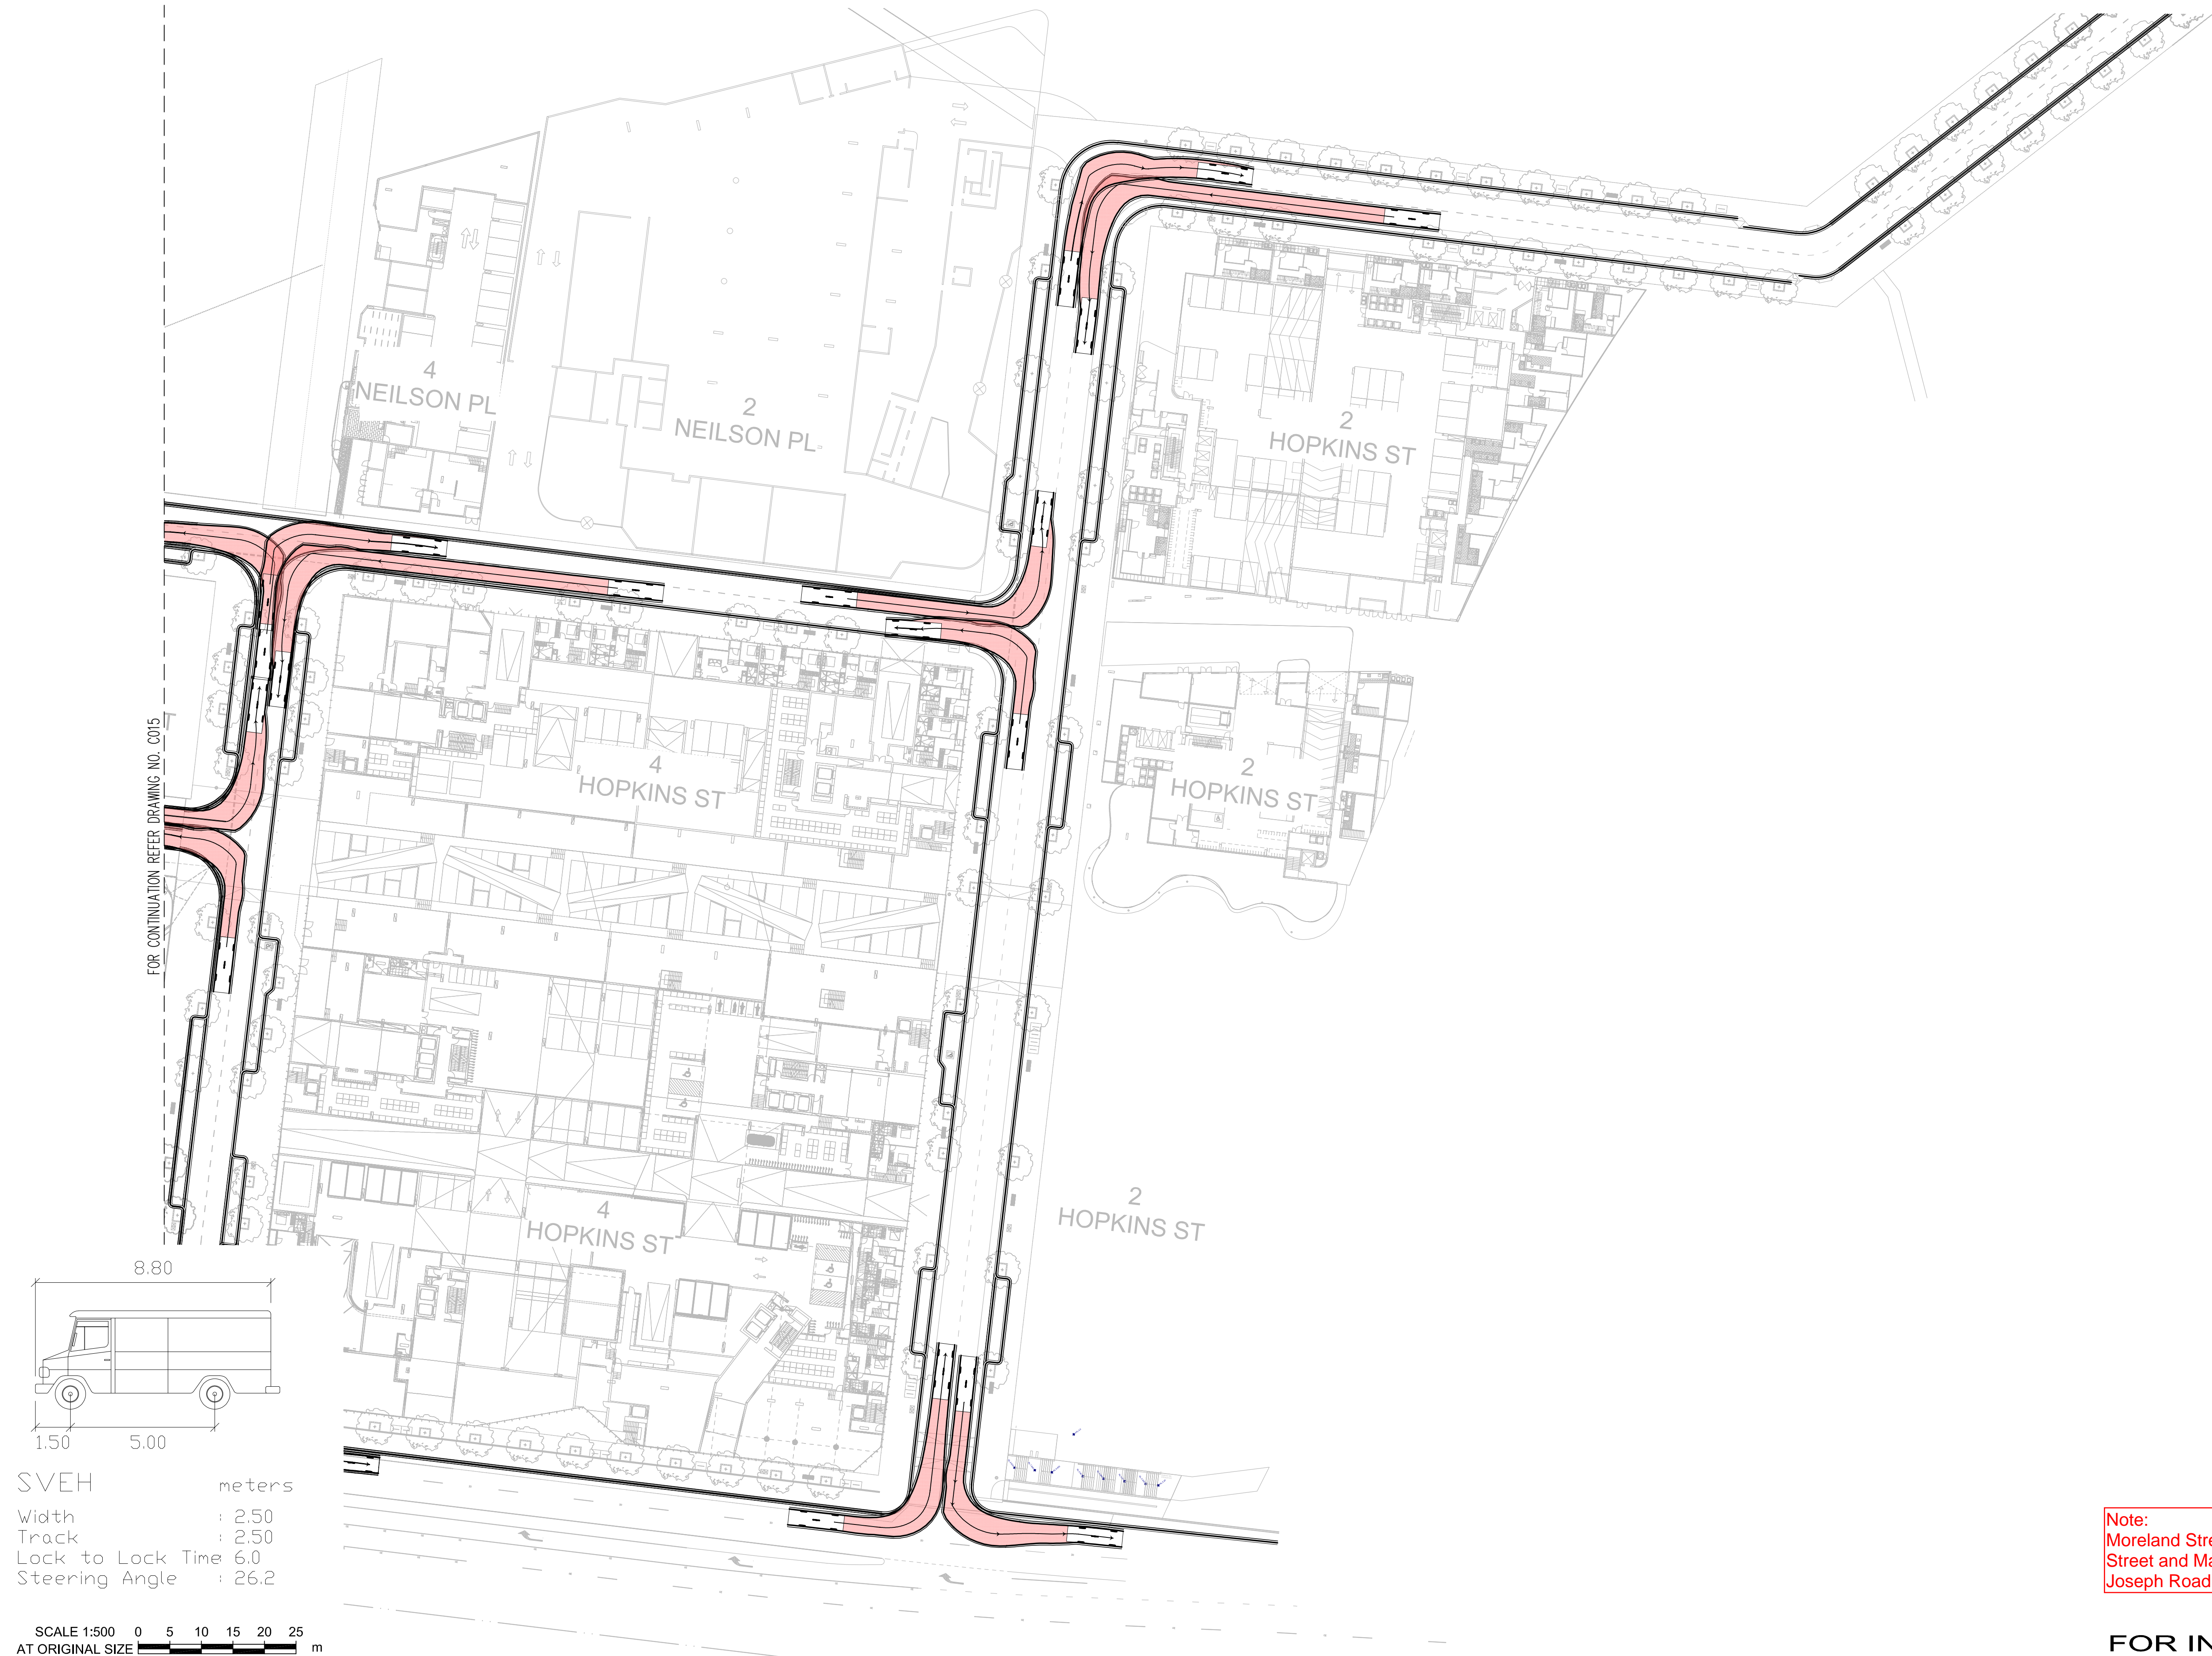 4
NEILSON PL
2
NEILSON PL
2
HOPKINS ST
FOR CONTINUATION REFER DRAWING NO. C015
4
HOPKINS ST
2
HOPKINS ST
4
HOPKINS ST
2
HOPKINS ST
8.80
1.50 5.00
SVEH meters
Width : 2.50
Track : 2.50
Lock to Lock Time : 6.0
Steering Angle : 26.2
SCALE 1:500 0 5 10 15 20 25
AT ORIGINAL SIZE m
Note:
Moreland Stre
Street and Ma
Joseph Road
FOR IN